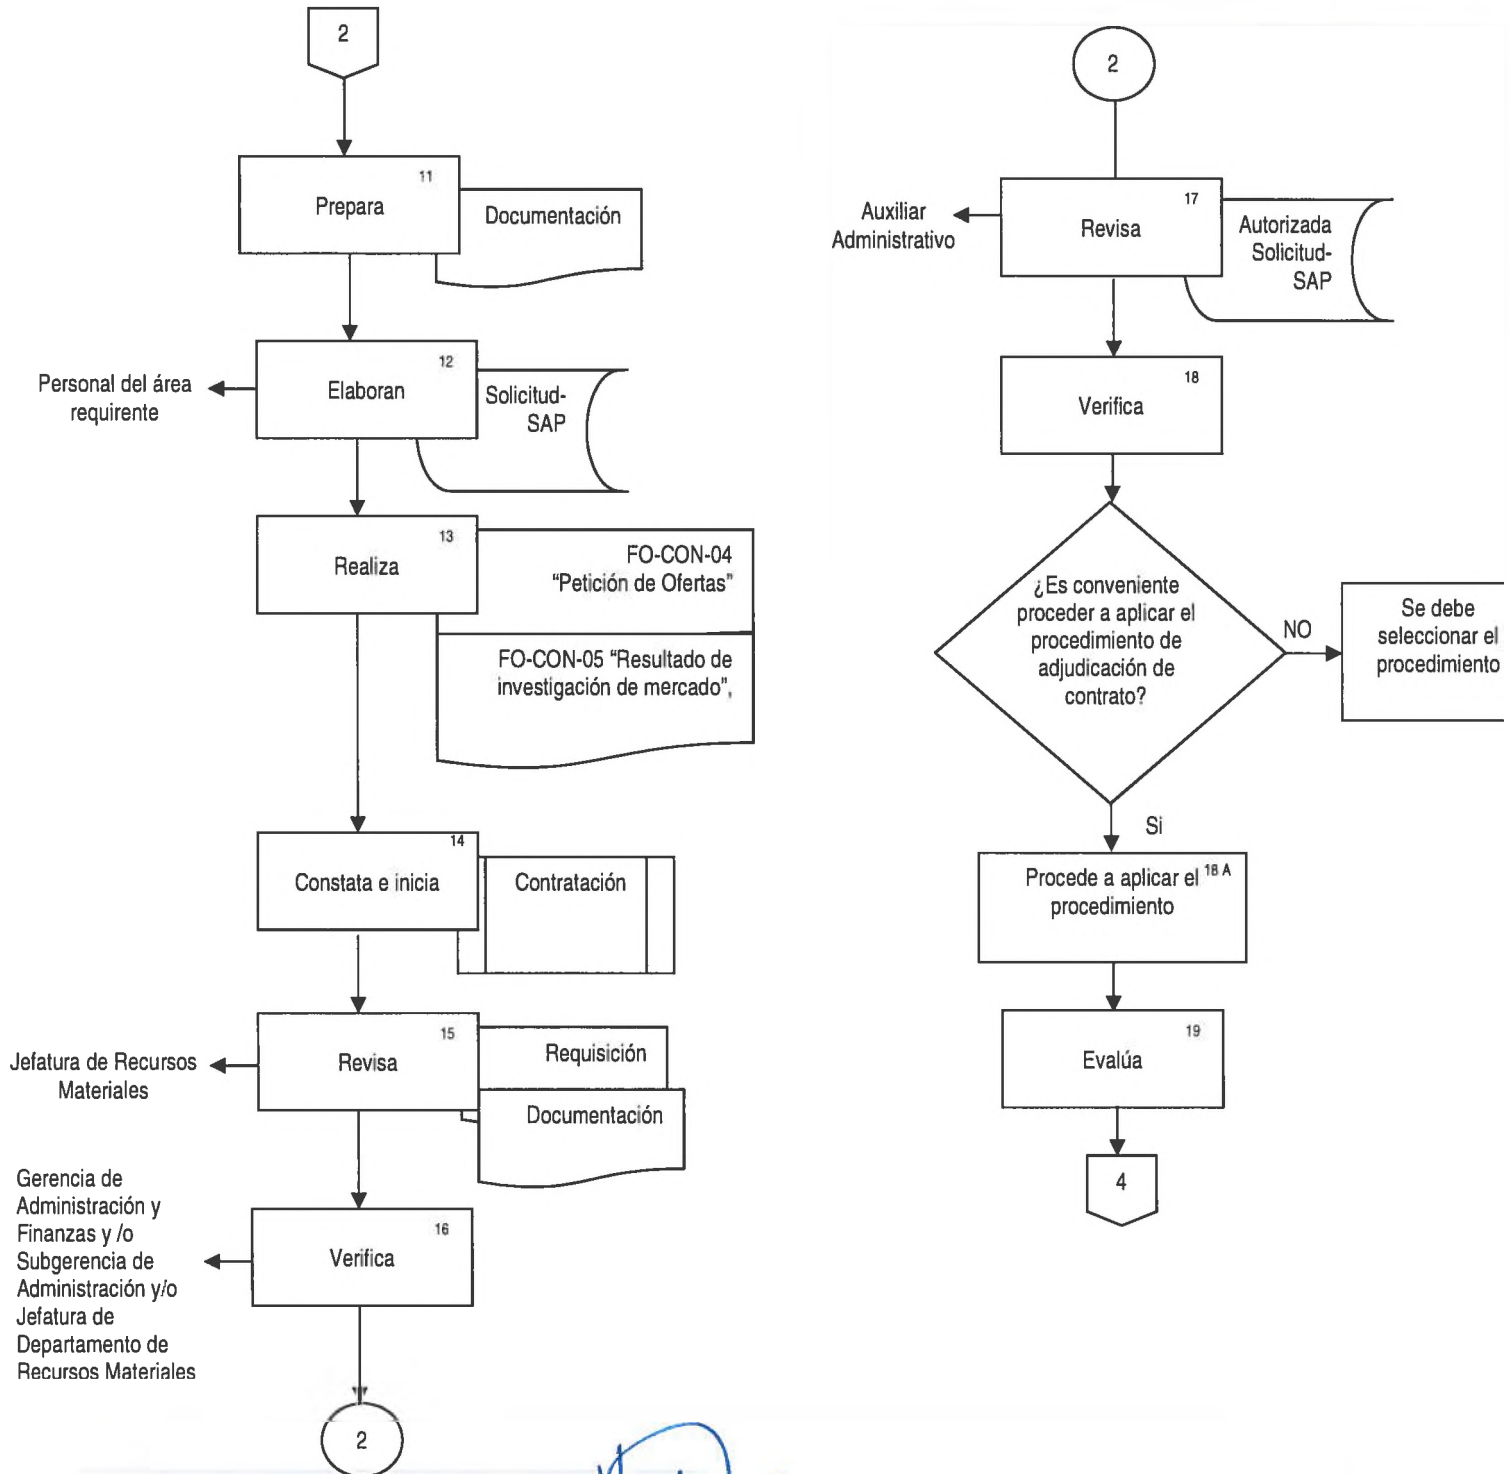 2
11
Prepara
Documentación
12
Elaboran
Personal del área
requirente
Solicitud-
SAP
13
Realiza
FO-CON-04
“Petición de Ofertas”
FO-CON-05 “Resultado de
investigación de mercado”,
14
Constata e inicia
Contratación
15
Revisa
Jefatura de Recursos
Materiales
Requisición
Documentación
16
Verifica
Gerencia de
Administración y
Finanzas y /o
Subgerencia de
Administración y/o
Jefatura de
Departamento de
Recursos Materiales
2
2
17
Revisa
Auxiliar
Administrativo
Autorizada
Solicitud-
SAP
18
Verifica
¿Es conveniente
proceder a aplicar el
procedimiento de
adjudicación de
contrato?
NO
Se debe
seleccionar el
procedimiento
Si
Procede a aplicar el 18 A
procedimiento
19
Evalúa
4